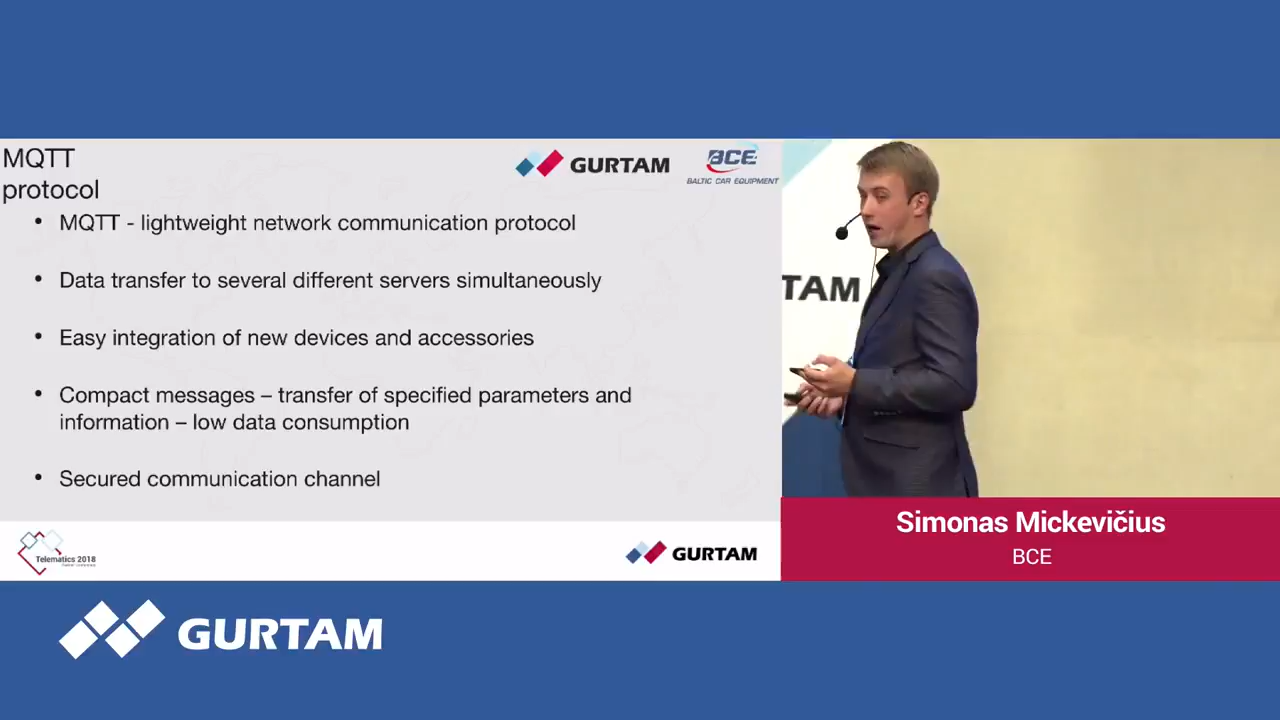 MQTT
protocol
GURTAM
BCE
BALTIC CAR EQUIPMENT
• MQTT - lightweight network communication protocol
• Data transfer to several different servers simultaneously
• Easy integration of new devices and accessories
• Compact messages – transfer of specified parameters and
information – low data consumption
• Secured communication channel
TAM
Telematics 2018
GURTAM
Simonas Mickevičius
BCE
GURTAM